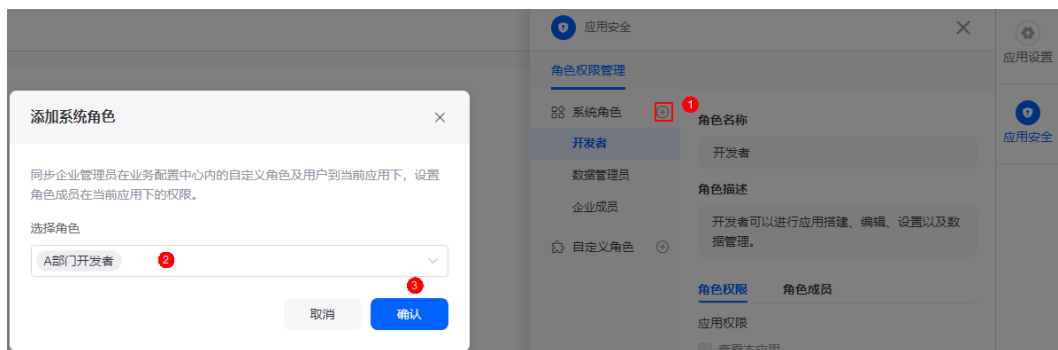 应用安全
应用设置
应用安全
角色权限管理
添加系统角色
同步企业管理员在业务配置中心内的自定义角色及用户到当前应用下，设置
角色成员在当前应用下的权限。
选择角色
A部门开发者
2
3
取消
确认
系统角色
1
开发者
数据管理员
企业成员
自定义角色
角色名称
开发者
角色描述
开发者可以进行应用搭建、编辑、设置以及数
据管理。
角色权限
角色成员
应用权限
查看本应用